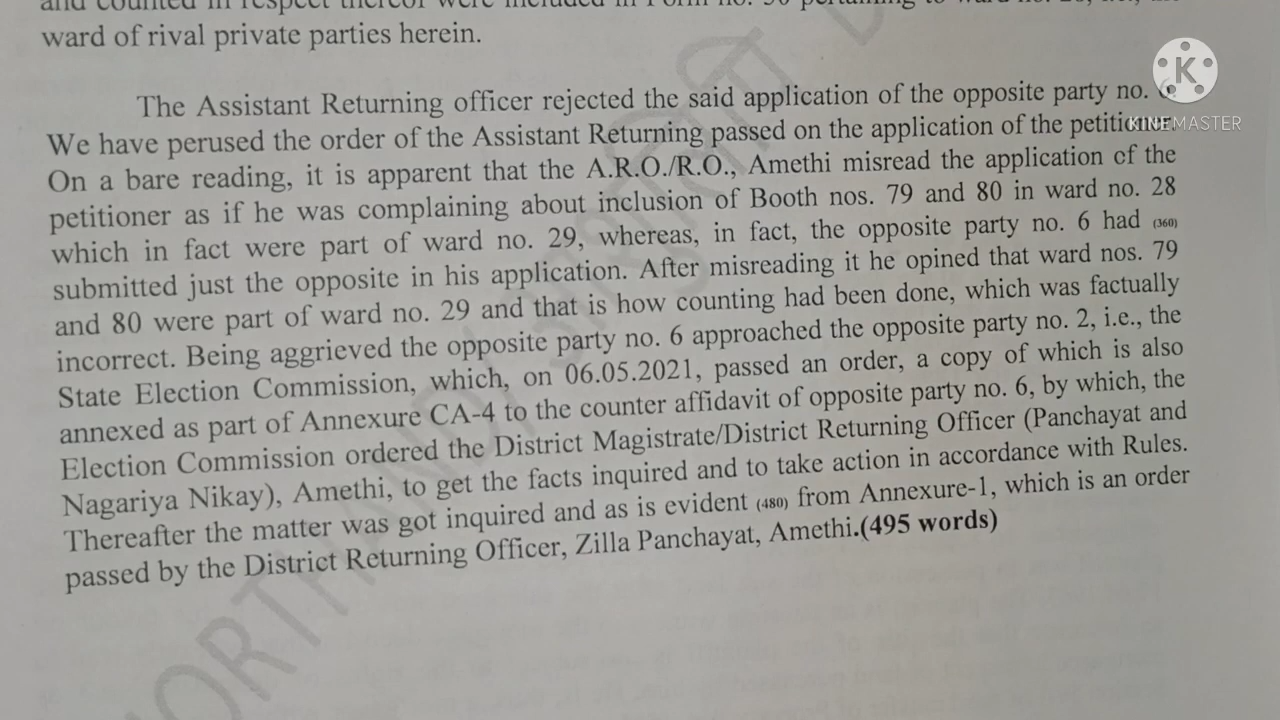 ward of rival private parties herein.
The Assistant Returning officer rejected the said application of the opposite party no. 6.
We have perused the order of the Assistant Returning passed on the application of the petitioner.
On a bare reading, it is apparent that the A.R.O./R.O., Amethi misread the application of the
petitioner as if he was complaining about inclusion of Booth nos. 79 and 80 in ward no. 28
which in fact were part of ward no. 29, whereas, in fact, the opposite party no. 6 had (360)
submitted just the opposite in his application. After misreading it he opined that ward nos. 79
and 80 were part of ward no. 29 and that is how counting had been done, which was factually
incorrect. Being aggrieved the opposite party no. 6 approached the opposite party no. 2, i.e., the
State Election Commission, which, on 06.05.2021, passed an order, a copy of which is also
annexed as part of Annexure CA-4 to the counter affidavit of opposite party no. 6, by which, the
Election Commission ordered the District Magistrate/District Returning Officer (Panchayat and
Nagariya Nikay), Amethi, to get the facts inquired and to take action in accordance with Rules.
Thereafter the matter was got inquired and as is evident (480) from Annexure-1, which is an order
passed by the District Returning Officer, Zilla Panchayat, Amethi.(495 words)
K
KINEMASTER